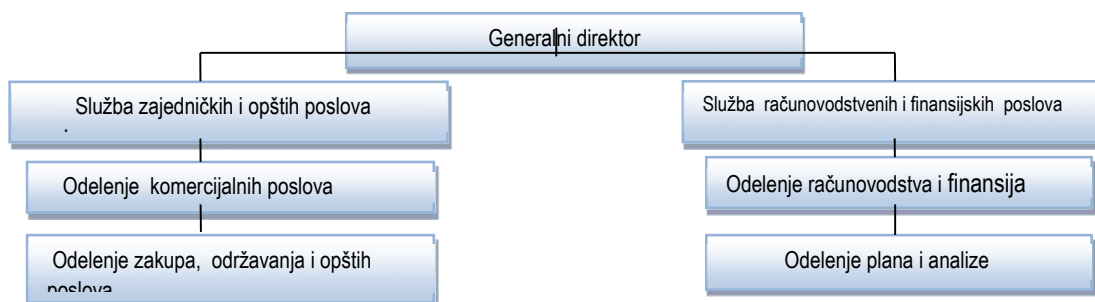 Generalni direktor
Služba zajedničkih i opštih poslova
.
Služba računovodstvenih i finansijskih poslova
Odelenje komercijalnih poslova
Odelenje računovodstva i finansija
Odelenje zakupa, održavanja i opštih
poslova
Odelenje plana i analize